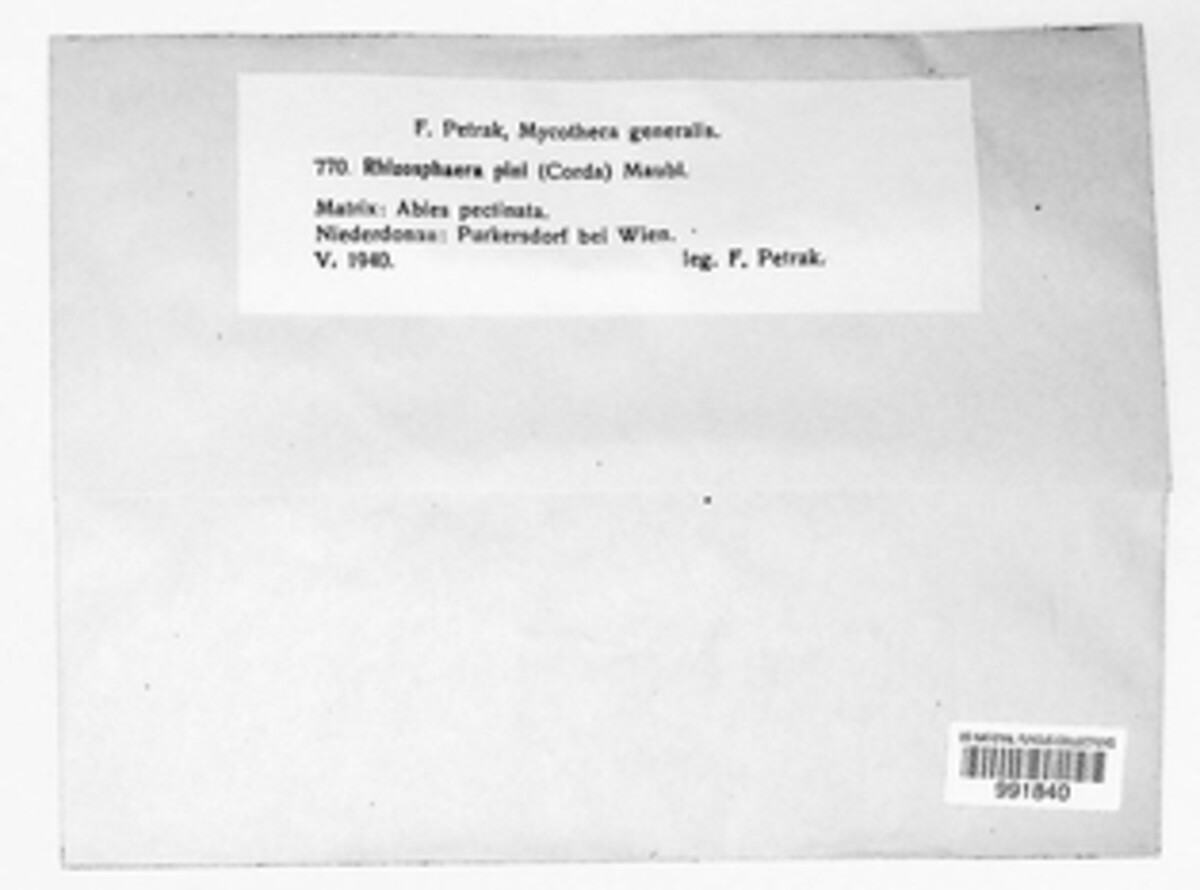 F. Petrak, Mycotheca generalis.
770. Rhizosphaera pini (Corda) Maubl.
Matrix: Abies pectinata.
Niederdonau: Purkersdorf bei Wien.
V. 1940.
leg. F. Petrak.
991840